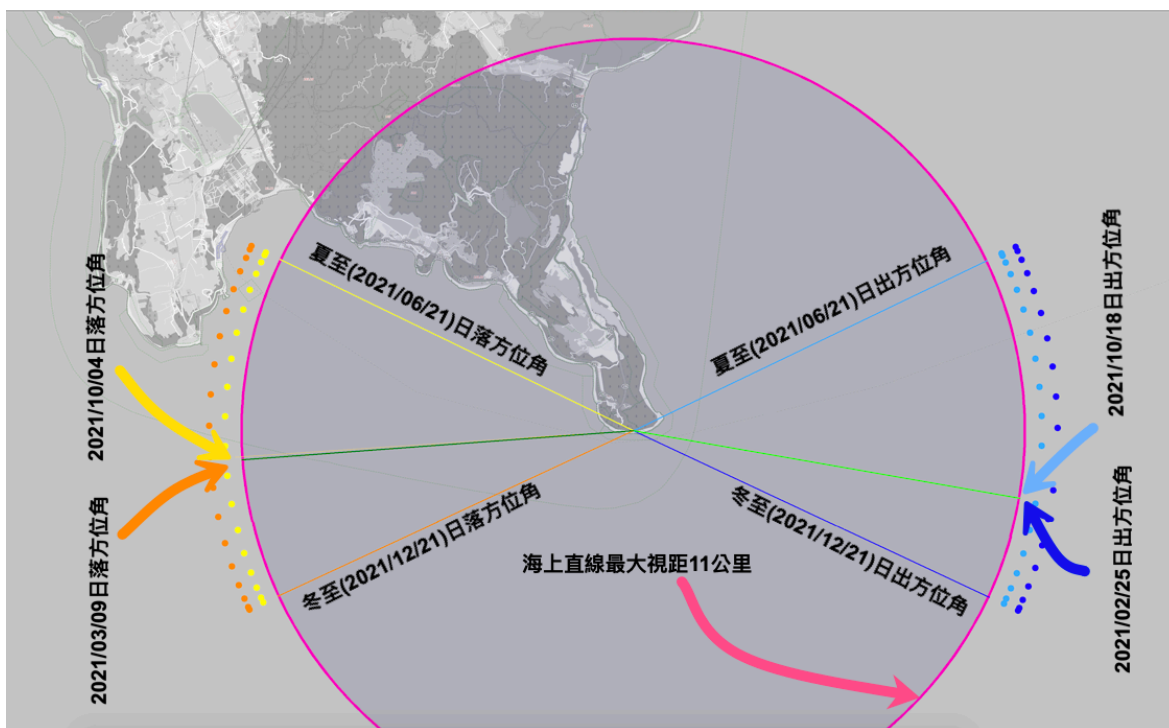 夏至(2021/06/21)日落方位角
夏至(2021/06/21)日出方位角
2021/10/04日落方位角
2021/10/18日出方位角
2021/03/09日落方位角
冬至(2021/12/21)日落方位角
冬至(2021/12/21)日出方位角
2021/02/25日出方位角
海上直線最大視距11公里